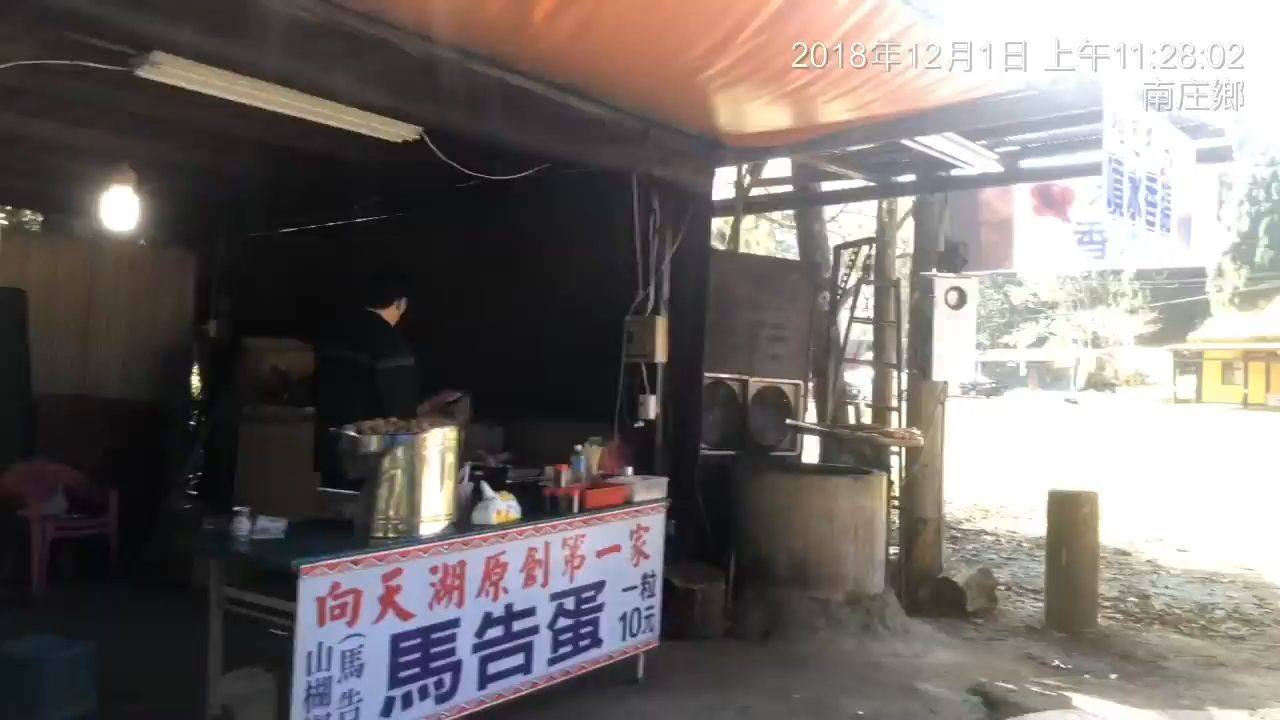 2018年12月1日 上午11:28:02
南庄鄉
香
向天湖原創第一家
馬告蛋
一粒
10元
(馬告
山櫚